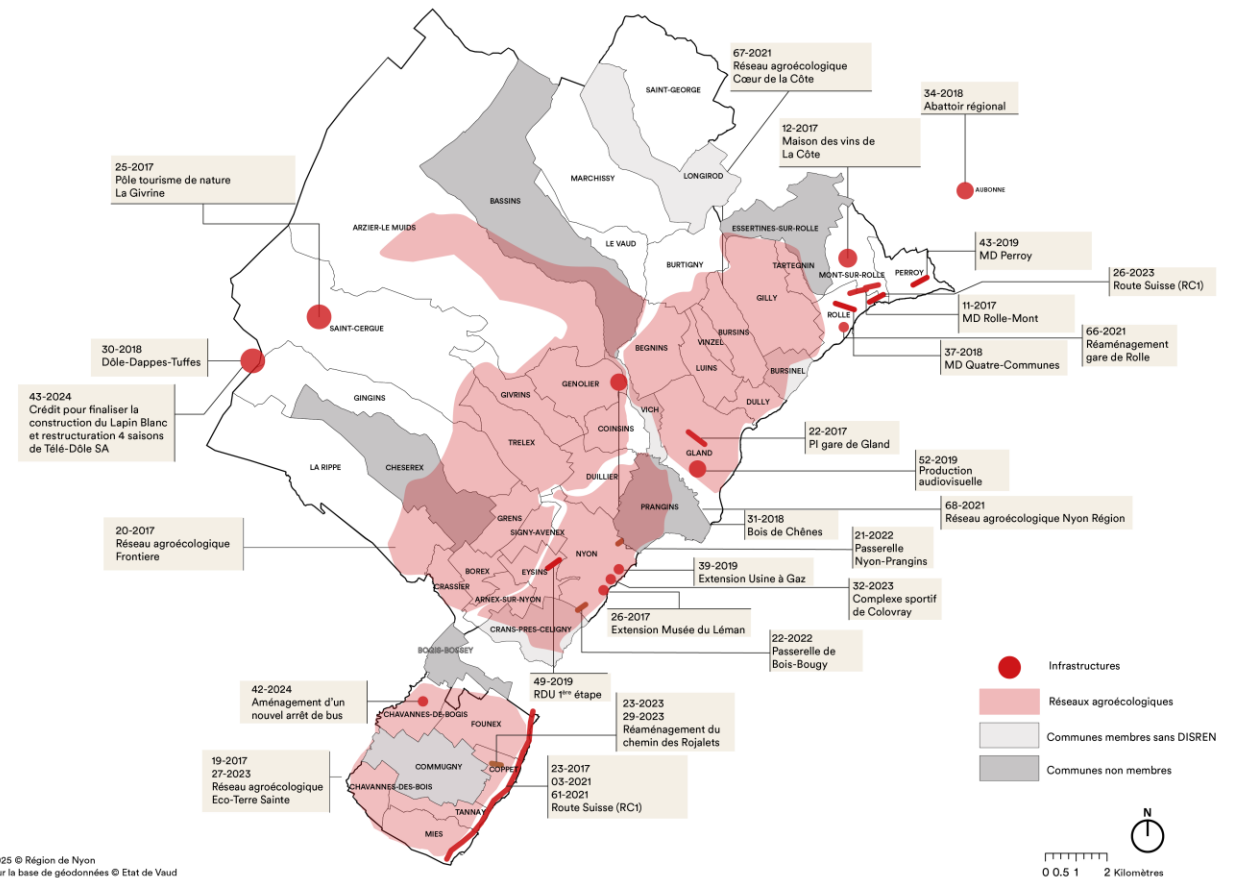 67-2021
Réseau agroécologique
Cœur de la Côte
34-2018
Abattoir régional
12-2017
Maison des vins de
La Côte
25-2017
Pôle tourisme de nature
La Givrine
SAINT-GEORGE
MARCHISSY
LONGIROD
AUBONNE
BASSINS
ARZIER-LE MUIDS
LE VAUD
ESSERTINES-SUR-ROLLE
BURTIGNY
TARTEGNIN
MONT-SUR-ROLLE
PERROY
43-2019
MD Perroy
26-2023
Route Suisse (RC1)
GILLY
ROLLE
11-2017
MD Rolle-Mont
SAINT-CERGUE
66-2021
Réaménagement
gare de Rolle
30-2018
Dôle-Dappes-Tuffes
BURSINS
VINZEL
BEGNINS
37-2018
MD Quatre-Communes
LUINS
BURSINEL
GENOLIER
43-2024
Crédit pour finaliser la
construction du Lapin Blanc
et restructuration 4 saisons
de Télé-Dôle SA
GINGINS
GIVRINS
DULLY
VICH
COINSINS
22-2017
PI gare de Gland
TRELEX
GLAND
LA RIPPE
CHESEREX
DUILLIER
52-2019
Production
audiovisuelle
PRANGINS
68-2021
Réseau agroécologique Nyon Région
31-2018
Bois de Chênes
GRENS
SIGNY-AVENEX
20-2017
Réseau agroécologique
Frontiere
21-2022
Passerelle
Nyon-Prangins
NYON
39-2019
Extension Usine à Gaz
BOREX
EYSINS
CRASSIER
32-2023
Complexe sportif
de Colovray
ARNEX-SUR-NYON
26-2017
Extension Musée du Léman
CRANS-PRES-CELIGNY
22-2022
Passerelle de
Bois-Bougy
BOGIS-BOSSEY
49-2019
RDU 1ère étape
42-2024
Aménagement d'un
nouvel arrêt de bus
23-2023
29-2023
Réaménagement du
chemin des Rojalets
CHAVANNES-DE-BOGIS
FOUNEX
COMMUGNY
COPPET
19-2017
27-2023
Réseau agroécologique
Eco-Terre Sainte
23-2017
03-2021
61-2021
Route Suisse (RC1)
CHAVANNES-DES-BOIS
TANNAY
MIES
Infrastructures
Réseaux agroécologiques
Communes membres sans DISREN
Communes non membres
N
0 0.5 1 2 Kilomètres
25 © Région de Nyon
ur la base de géodonnées © Etat de Vaud